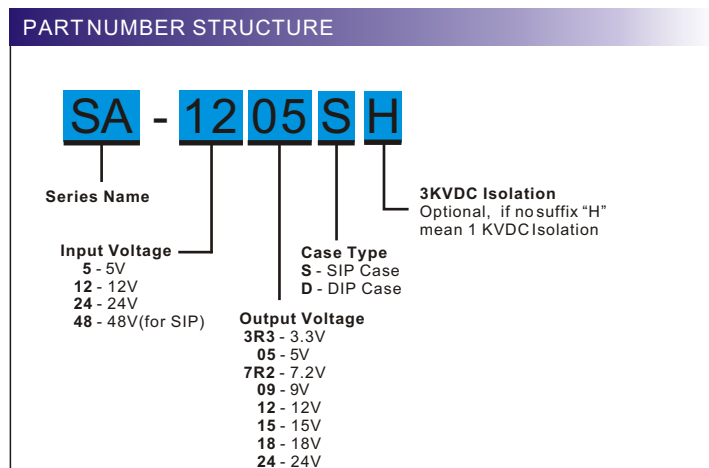 PART NUMBER STRUCTURE
SA - 12 05 S H
Series Name
3KVDC Isolation
Optional, if no suffix “H”
mean 1 KVDC Isolation
Input Voltage
5 - 5V
12 - 12V
24 - 24V
48 - 48V(for SIP)
Case Type
S - SIP Case
D - DIP Case
Output Voltage
3R3 - 3.3V
05 - 5V
7R2 - 7.2V
09 - 9V
12 - 12V
15 - 15V
18 - 18V
24 - 24V